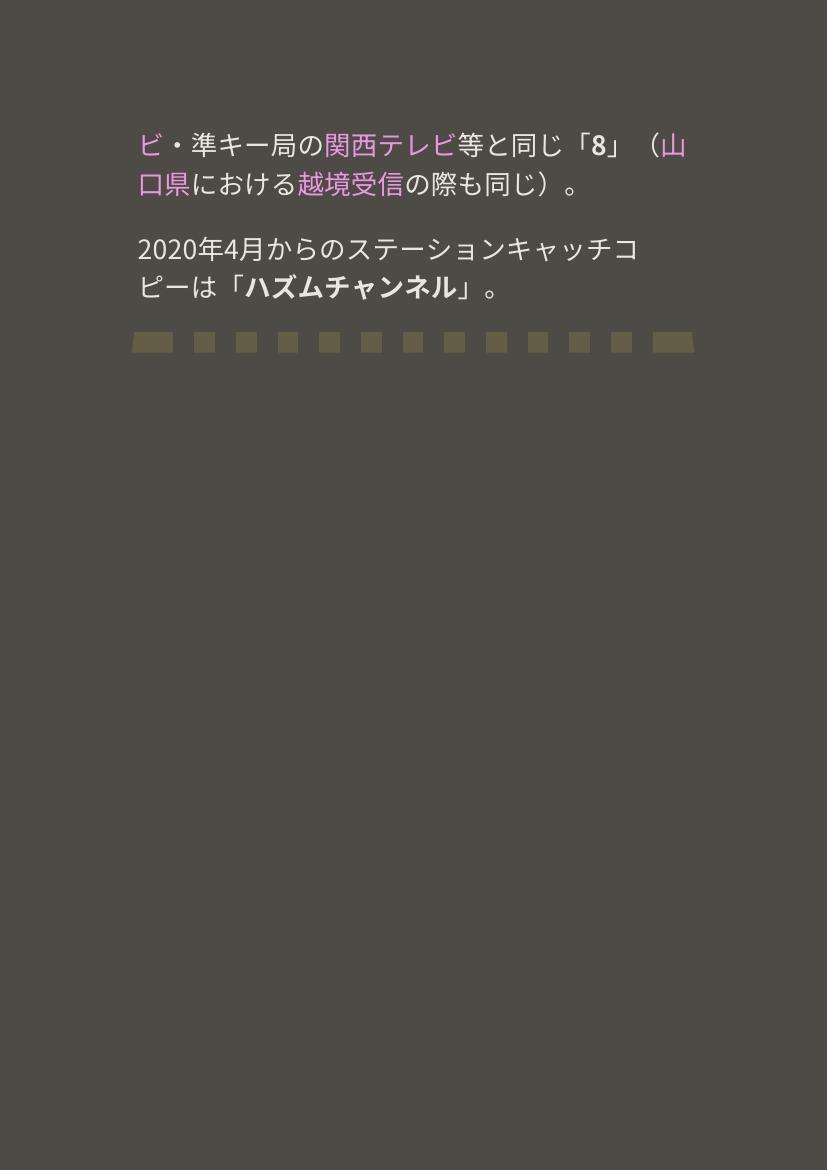 ビ・準キー局の関西テレビ等と同じ「8」（山
口県における越境受信の際も同じ）。
2020年4月からのステーションキャッチコ
ピーは「ハズムチャンネル」。